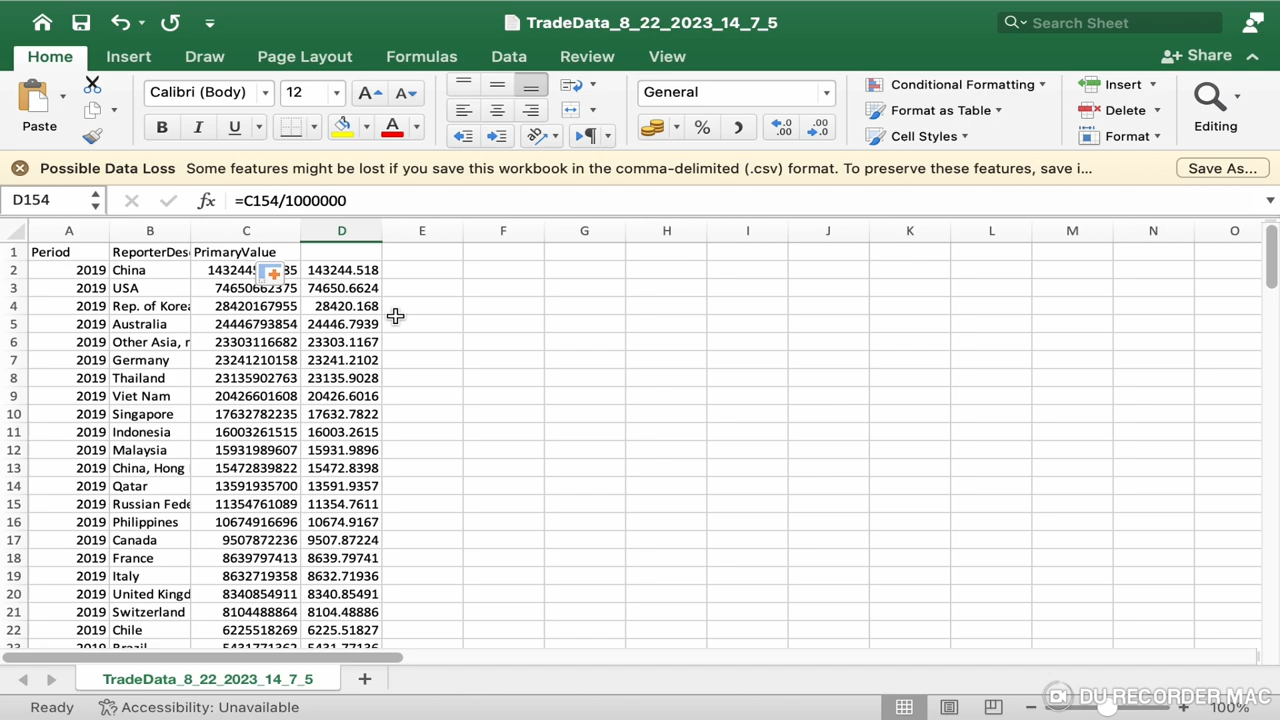 TradeData_8_22_2023_14_7_5
Search Sheet
Home Insert Draw Page Layout Formulas Data Review View Share
Paste
Calibri (Body) 12 A A
B I U A
General
% .00 .0
Conditional Formatting
Format as Table
Cell Styles
Insert
Delete
Format
Editing
Possible Data Loss Some features might be lost if you save this workbook in the comma-delimited (.csv) format. To preserve these features, save i... Save As...
D154 fx =C154/1000000
A B C D E F G H I J K L M N O
1 Period ReporterDes PrimaryValue
2 2019 China 143244.518
3 2019 USA 74650662375 74650.6624
4 2019 Rep. of Korea 28420167955 28420.168
5 2019 Australia 24446793854 24446.7939
6 2019 Other Asia, 23303116682 23303.1167
7 2019 Germany 23241210158 23241.2102
8 2019 Thailand 23135902763 23135.9028
9 2019 Viet Nam 20426601608 20426.6016
10 2019 Singapore 17632782235 17632.7822
11 2019 Indonesia 16003261515 16003.2615
12 2019 Malaysia 15931989607 15931.9896
13 2019 China, Hong 15472839822 15472.8398
14 2019 Qatar 13591935700 13591.9357
15 2019 Russian Fede 11354761089 11354.7611
16 2019 Philippines 10674916696 10674.9167
17 2019 Canada 9507872236 9507.87224
18 2019 France 8639797413 8639.79741
19 2019 Italy 8632719358 8632.71936
20 2019 United Kingd 8340854911 8340.85491
21 2019 Switzerland 8104488864 8104.48886
22 2019 Chile 6225518269 6225.51827
23 2019 Brazil 5431771362 5431.77136
TradeData_8_22_2023_14_7_5
Ready Accessibility: Unavailable 100%
DU RECORDER MAC